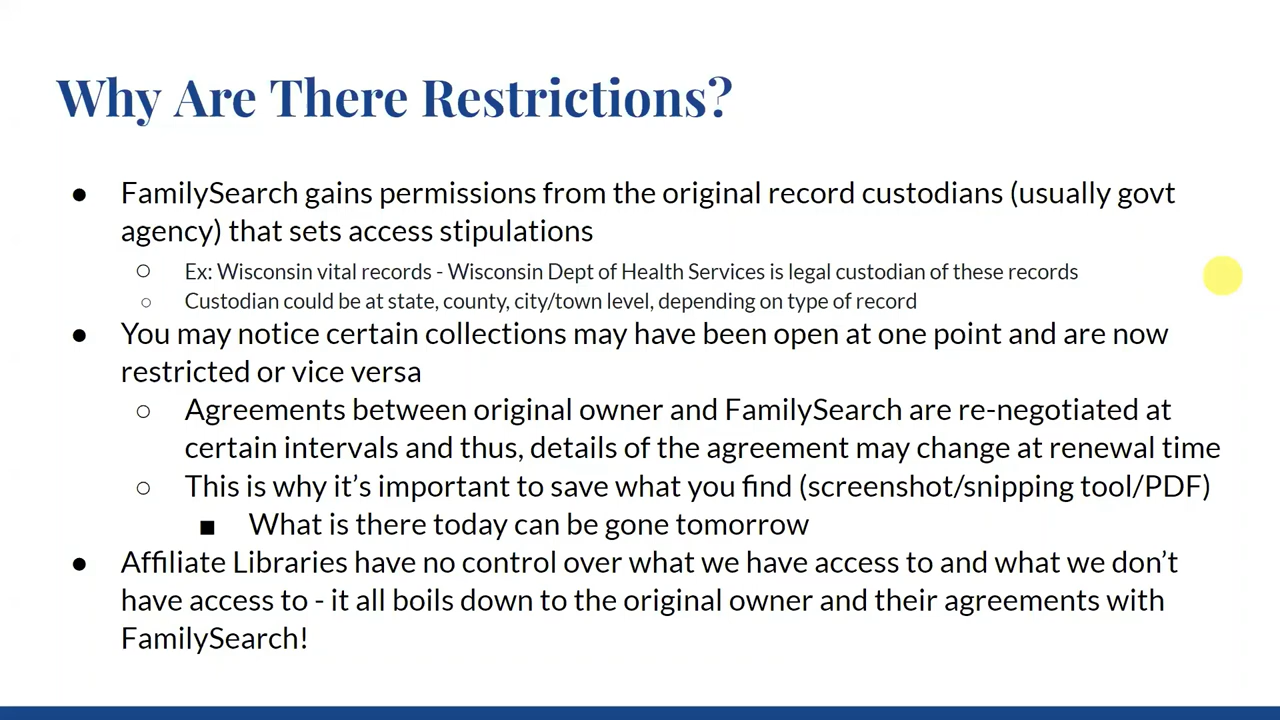 Why Are There Restrictions?
● FamilySearch gains permissions from the original record custodians (usually govt
agency) that sets access stipulations
○ Ex: Wisconsin vital records - Wisconsin Dept of Health Services is legal custodian of these records
○ Custodian could be at state, county, city/town level, depending on type of record
● You may notice certain collections may have been open at one point and are now
restricted or vice versa
○ Agreements between original owner and FamilySearch are re-negotiated at
certain intervals and thus, details of the agreement may change at renewal time
○ This is why it’s important to save what you find (screenshot/snipping tool/PDF)
■ What is there today can be gone tomorrow
● Affiliate Libraries have no control over what we have access to and what we don’t
have access to - it all boils down to the original owner and their agreements with
FamilySearch!